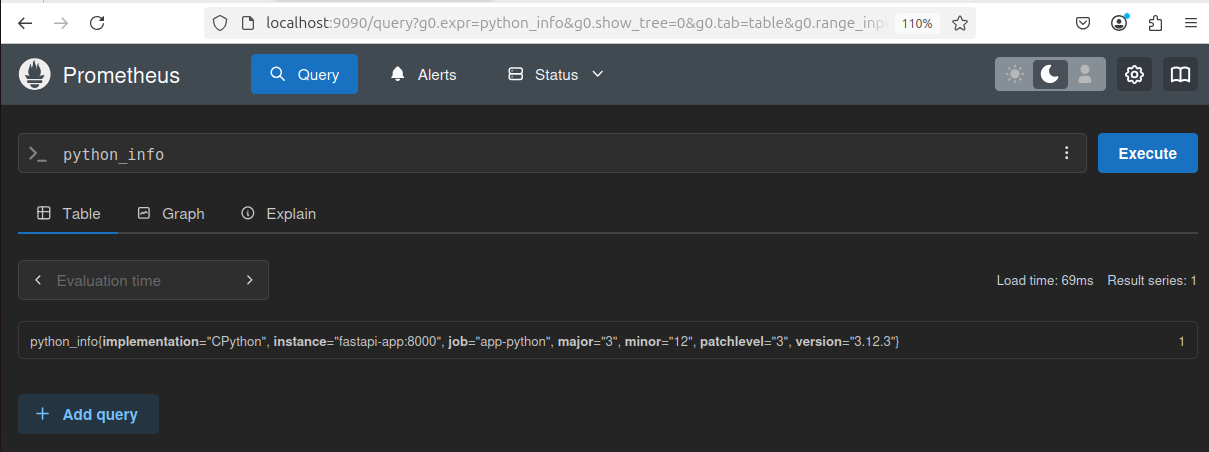 localhost:9090/query?g0.expr=python_info&g0.show_tree=0&g0.tab=table&g0.range_inp
110%
Prometheus
Query
Alerts
Status
python_info
Execute
Table
Graph
Explain
Evaluation time
Load time: 69ms Result series: 1
python_info{implementation="CPython", instance="fastapi-app:8000", job="app-python", major="3", minor="12", patchlevel="3", version="3.12.3"} 1
Add query